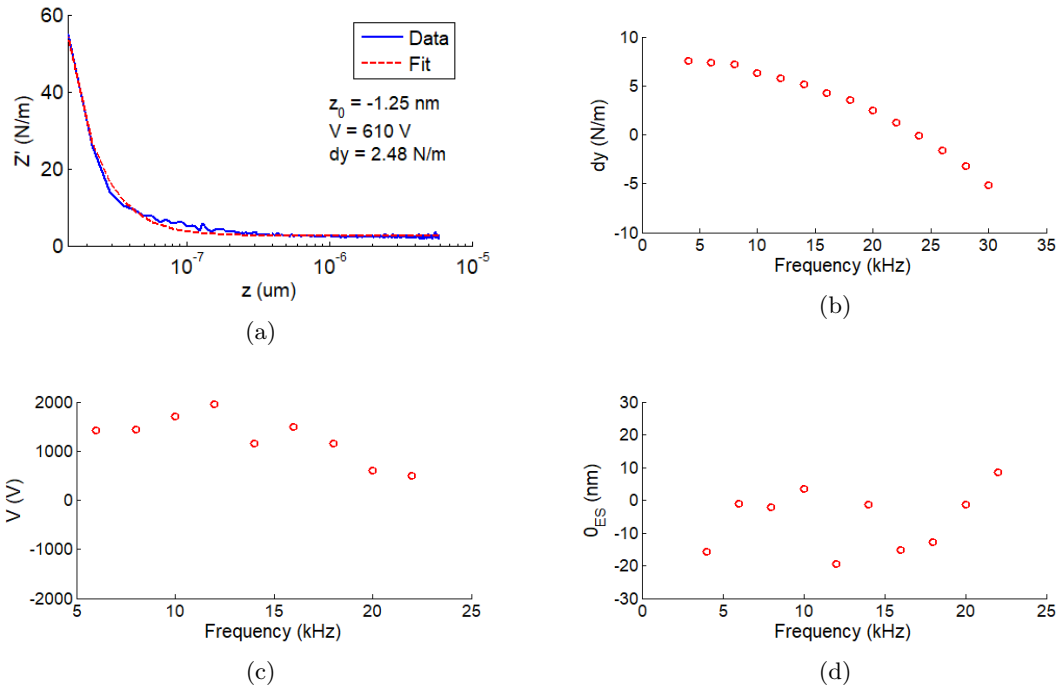 60
40
20
0
Z' (N/m)
Data
Fit
z0 = -1.25 nm
V = 610 V
dy = 2.48 N/m
10^-7
10^-6
10^-5
z (um)
(a)
10
5
0
-5
-10
dy (N/m)
0 5 10 15 20 25 30 35
Frequency (kHz)
(b)
2000
1000
0
-1000
-2000
V (V)
5 10 15 20 25
Frequency (kHz)
(c)
30
20
10
0
-10
-20
-30
0ES (nm)
0 5 10 15 20 25
Frequency (kHz)
(d)